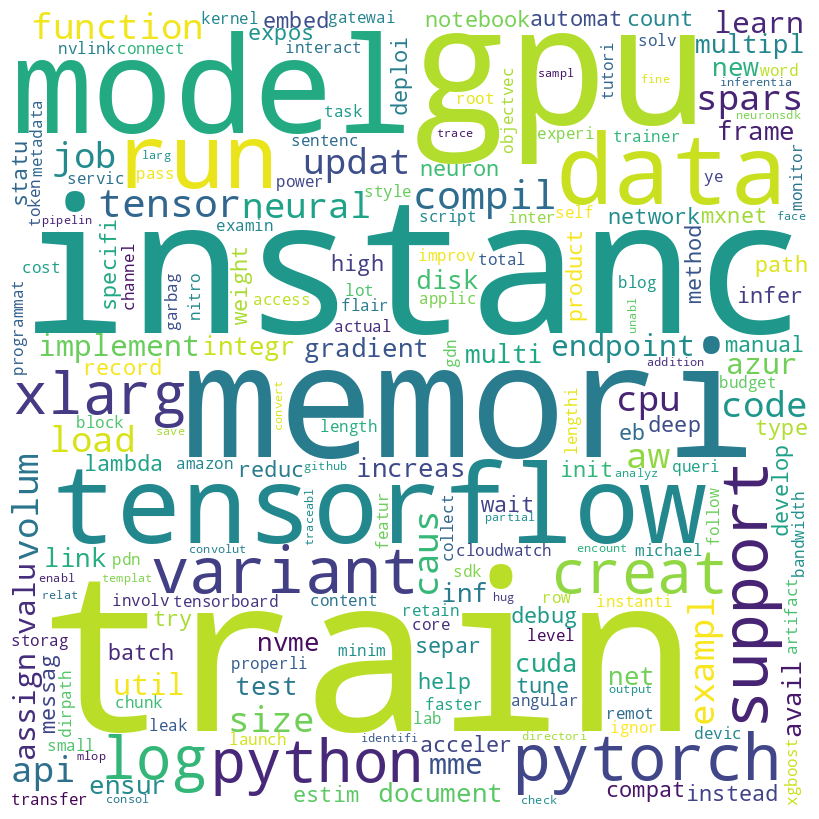 function
kernel
embed
gatewai
notebook
automat
count
learn
nvlink
connect
expos
interact
deploi
solv
multipl
model
gpu
tutori
sampl
fine
new
word
inferentia
task
root
objectvec
spars
neuronsdk
statu
metadata
token
job
run
sentenc
trace
experi
trainer
frame
larg
servic
pass
power
updat
neuron
data
ye
monitor
pipelin
tensor
neural
style
compil
script
inter
self
network
mxnet
face
examin
instanc
programmat
cost
specifi
channel
garbag
nitro
weight
access
high
lot
flair
improv
total
disk
applic
product
blog
method
unabl
path
infer
actual
implement
integr
gradient
multi
gdn
endpoint
manual
record
addition
azur
xlarg
memori
cpu
budget
lengthi
code
block
save
convert
length
load
eb
deep
type
aw
lambda
amazon
reduc
github
increas
init
analyz
queri
volum
valu
tensorflow
traceabl
featur
collect
wait
partial
follow
develop
bandwidth
support
convolut
cloudwatch
encount
michael
link
pdn
variant
caus
sdk
creat
assign
enabl
templat
relat
inf
hug
row
instanti
involv
tensorboard
content
retain
core
debug
artifact
storag
try
train
level
exampl
avail
messag
dirpath
batch
nvme
minim
separ
cuda
net
util
properli
test
help
tune
output
chunk
faster
angular
remot
small
leak
size
lab
ignor
devic
mlop
log
launch
identifi
directori
xgboost
api
python
acceler
mme
pytorch
ensur
transfer
consol
estim
document
check
compat
instead